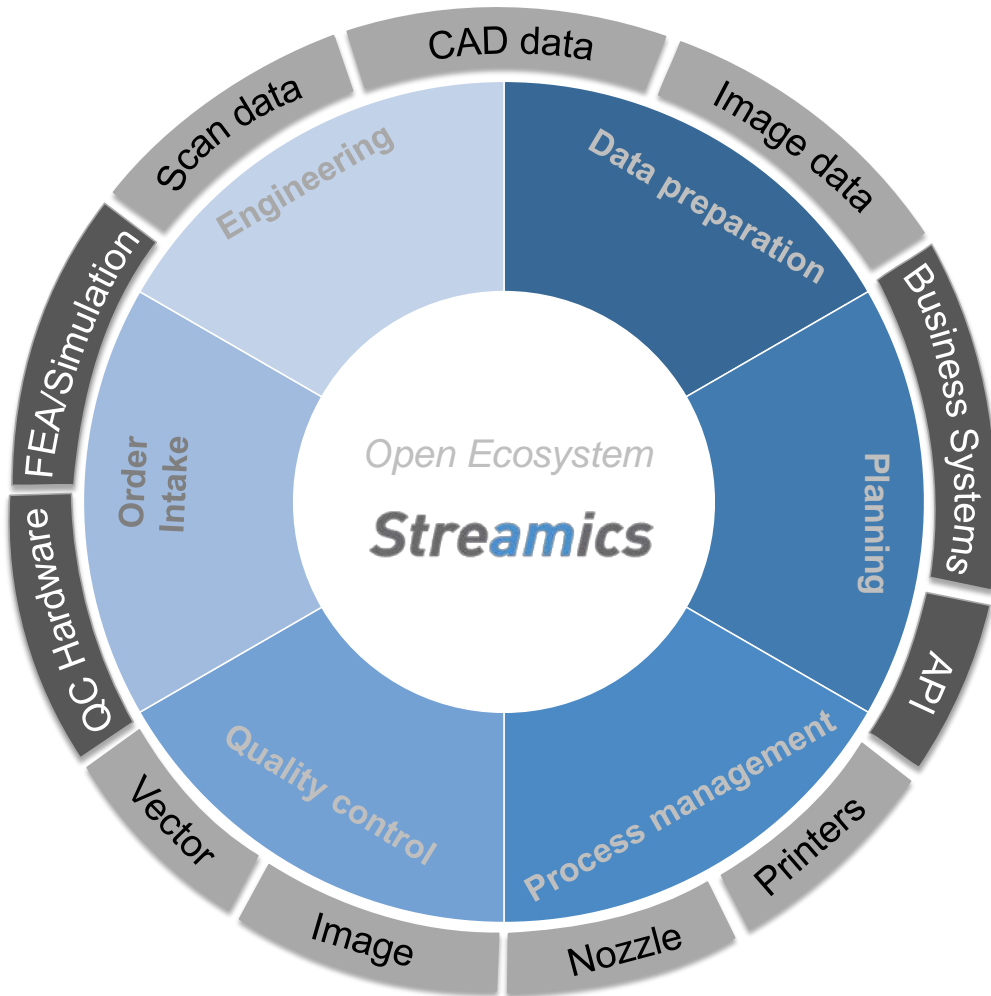 CAD data
Image data
Business Systems
API
Printers
Nozzle
Image
Vector
QC Hardware
FEA/Simulation
Scan data
Engineering
Data preparation
Planning
Process management
Quality control
Order
Intake
Open Ecosystem
Streamics